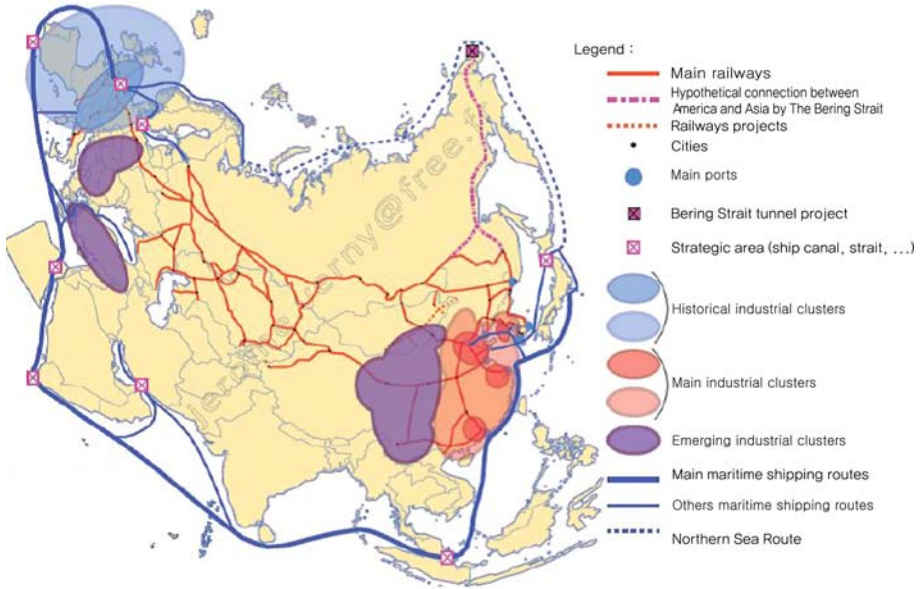 Legend :
Main railways
Hypothetical connection between
America and Asia by The Bering Strait
Railways projects
Cities
Main ports
Bering Strait tunnel project
Strategic area (ship canal, strait, ...)
Historical industrial clusters
Main industrial clusters
Emerging industrial clusters
Main maritime shipping routes
Others maritime shipping routes
Northern Sea Route